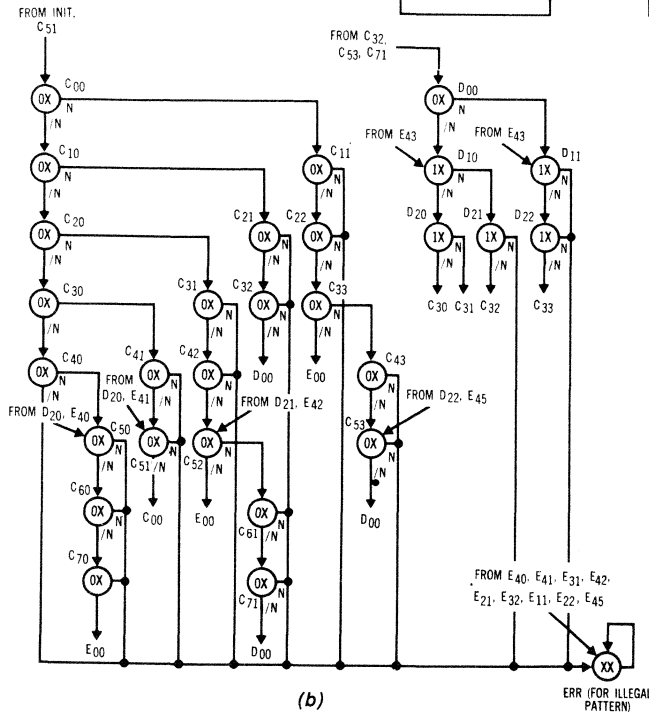 FROM INIT.
C51
FROM C32,
C53, C71
C00
0X
N
/N
D00
0X
N
/N
FROM E43
FROM E43
C10
0X
N
/N
C11
0X
N
/N
D10
1X
N
/N
D11
1X
N
/N
C20
0X
N
/N
C21
0X
N
/N
C22
0X
N
/N
D20
1X
N
/N
D21
1X
N
/N
D22
1X
N
/N
C30
0X
N
/N
C31
0X
N
/N
C32
0X
N
/N
C33
0X
N
/N
C30
C31
C32
C33
C40
0X
N
/N
C41
0X
N
/N
C42
0X
N
/N
D00
E00
C43
0X
N
/N
FROM
D20, E41
FROM D20, E40
FROM D21, E42
FROM D22, E45
C50
0X
N
/N
C51
0X
N
/N
C52
0X
N
/N
C53
0X
N
/N
C60
0X
N
/N
C00
E00
C61
0X
N
/N
D00
C70
0X
C71
0X
N
/N
FROM E40, E41, E31, E42,
E21, E32, E11, E22, E45
E00
D00
XX
ERR (FOR ILLEGAL
PATTERN)
(b)